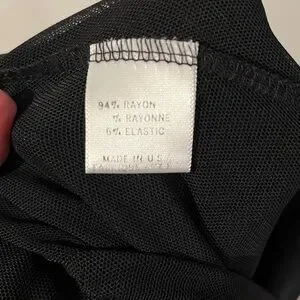 94% RAYON
% RAYONNE
6% ELASTIC
MADE IN U.S